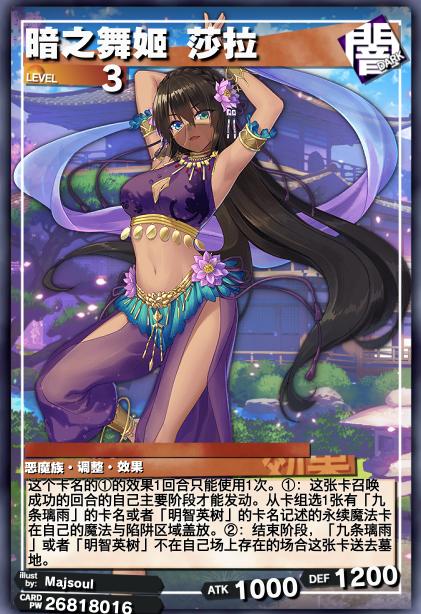 暗之舞姬 莎拉
闇
DARK
LEVEL 3
恶魔族・调整・效果
这个卡名的①的效果1回合只能使用1次。①：这张卡召唤
成功的回合的自己主要阶段才能发动。从卡组选1张有「九
条璃雨」的卡名或者「明智英树」的卡名记述的永续魔法卡
在自己的魔法与陷阱区域盖放。②：结束阶段，「九条璃雨」
或者「明智英树」不在自己场上存在的场合这张卡送去墓
地。
illust by: Majsoul
ATK 1000 DEF 1200
CARD PW 26818016